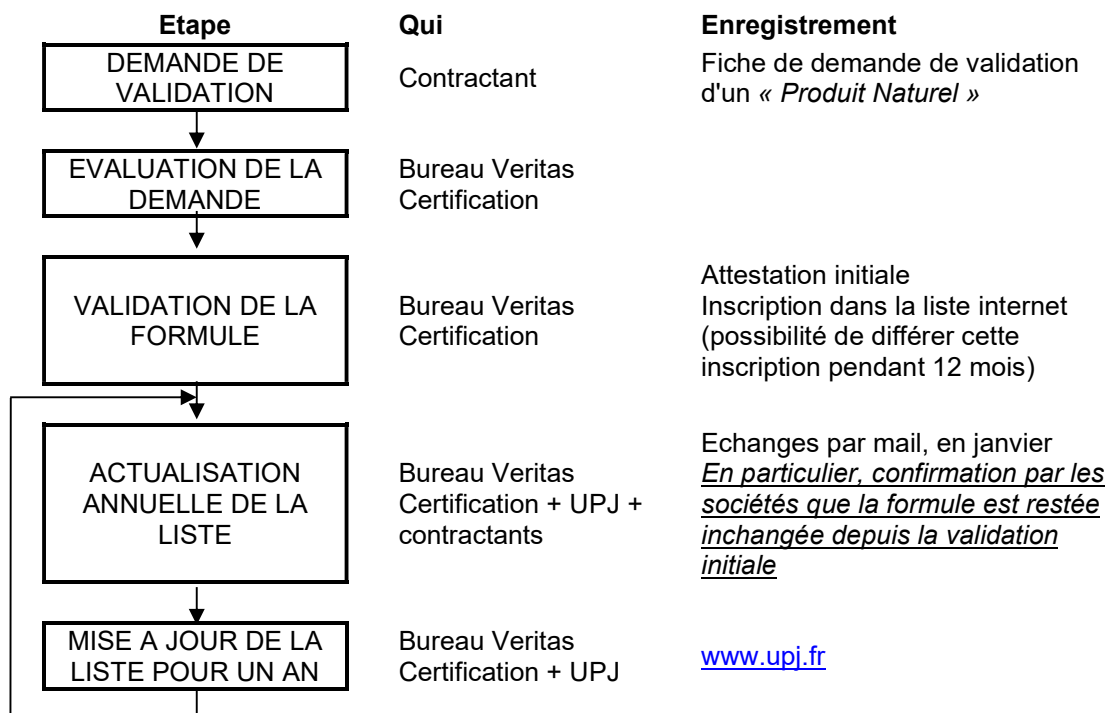 Etape
Qui
Enregistrement
DEMANDE DE
VALIDATION
Contractant
Fiche de demande de validation
d'un « Produit Naturel »
EVALUATION DE LA
DEMANDE
Bureau Veritas
Certification
VALIDATION DE LA
FORMULE
Bureau Veritas
Certification
Attestation initiale
Inscription dans la liste internet
(possibilité de différer cette
inscription pendant 12 mois)
ACTUALISATION
ANNUELLE DE LA
LISTE
Bureau Veritas
Certification + UPJ +
contractants
Echanges par mail, en janvier
En particulier, confirmation par les
sociétés que la formule est restée
inchangée depuis la validation
initiale
MISE A JOUR DE LA
LISTE POUR UN AN
Bureau Veritas
Certification + UPJ
www.upj.fr